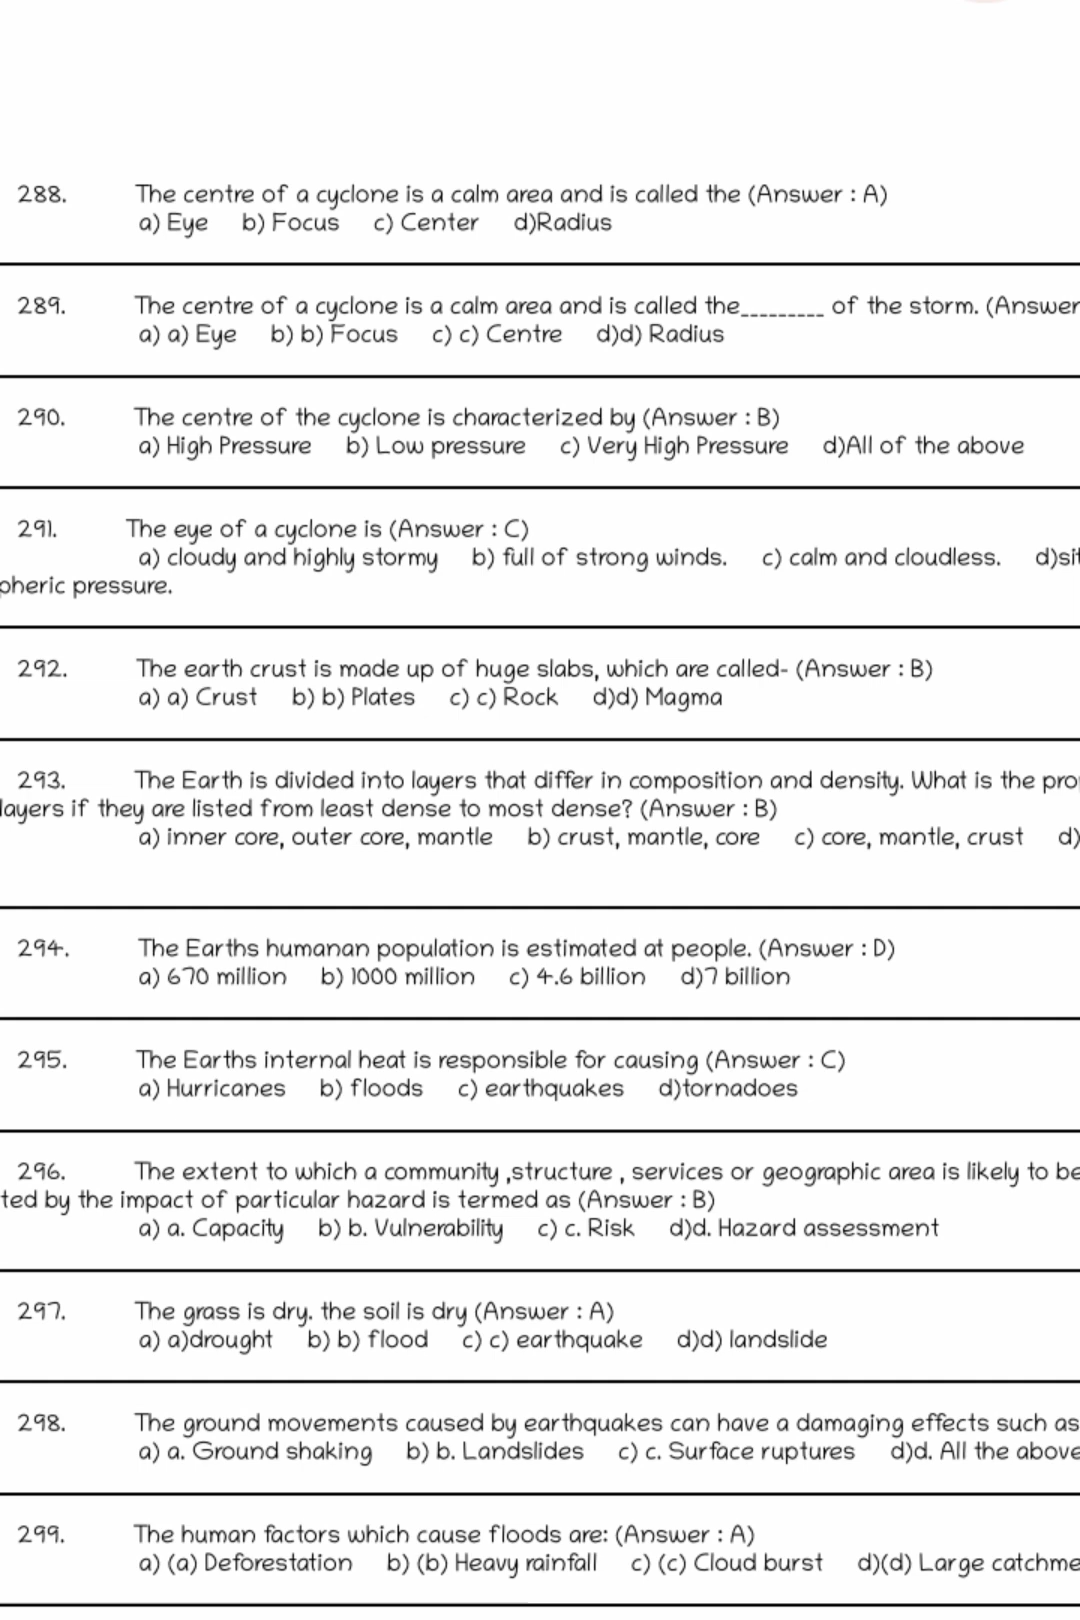 288. The centre of a cyclone is a calm area and is called the (Answer : A)
a) Eye b) Focus c) Center d)Radius
289. The centre of a cyclone is a calm area and is called the_________ of the storm. (Answer
a) a) Eye b) b) Focus c) c) Centre d)d) Radius
290. The centre of the cyclone is characterized by (Answer : B)
a) High Pressure b) Low pressure c) Very High Pressure d)All of the above
291. The eye of a cyclone is (Answer : C)
a) cloudy and highly stormy b) full of strong winds. c) calm and cloudless. d)sit
pheric pressure.
292. The earth crust is made up of huge slabs, which are called- (Answer : B)
a) a) Crust b) b) Plates c) c) Rock d)d) Magma
293. The Earth is divided into layers that differ in composition and density. What is the pro
layers if they are listed from least dense to most dense? (Answer : B)
a) inner core, outer core, mantle b) crust, mantle, core c) core, mantle, crust d)
294. The Earths humanan population is estimated at people. (Answer : D)
a) 670 million b) 1000 million c) 4.6 billion d)7 billion
295. The Earths internal heat is responsible for causing (Answer : C)
a) Hurricanes b) floods c) earthquakes d)tornadoes
296. The extent to which a community ,structure , services or geographic area is likely to be
ted by the impact of particular hazard is termed as (Answer : B)
a) a. Capacity b) b. Vulnerability c) c. Risk d)d. Hazard assessment
297. The grass is dry. the soil is dry (Answer : A)
a) a)drought b) b) flood c) c) earthquake d)d) landslide
298. The ground movements caused by earthquakes can have a damaging effects such as
a) a. Ground shaking b) b. Landslides c) c. Surface ruptures d)d. All the above
299. The human factors which cause floods are: (Answer : A)
a) (a) Deforestation b) (b) Heavy rainfall c) (c) Cloud burst d)(d) Large catchme